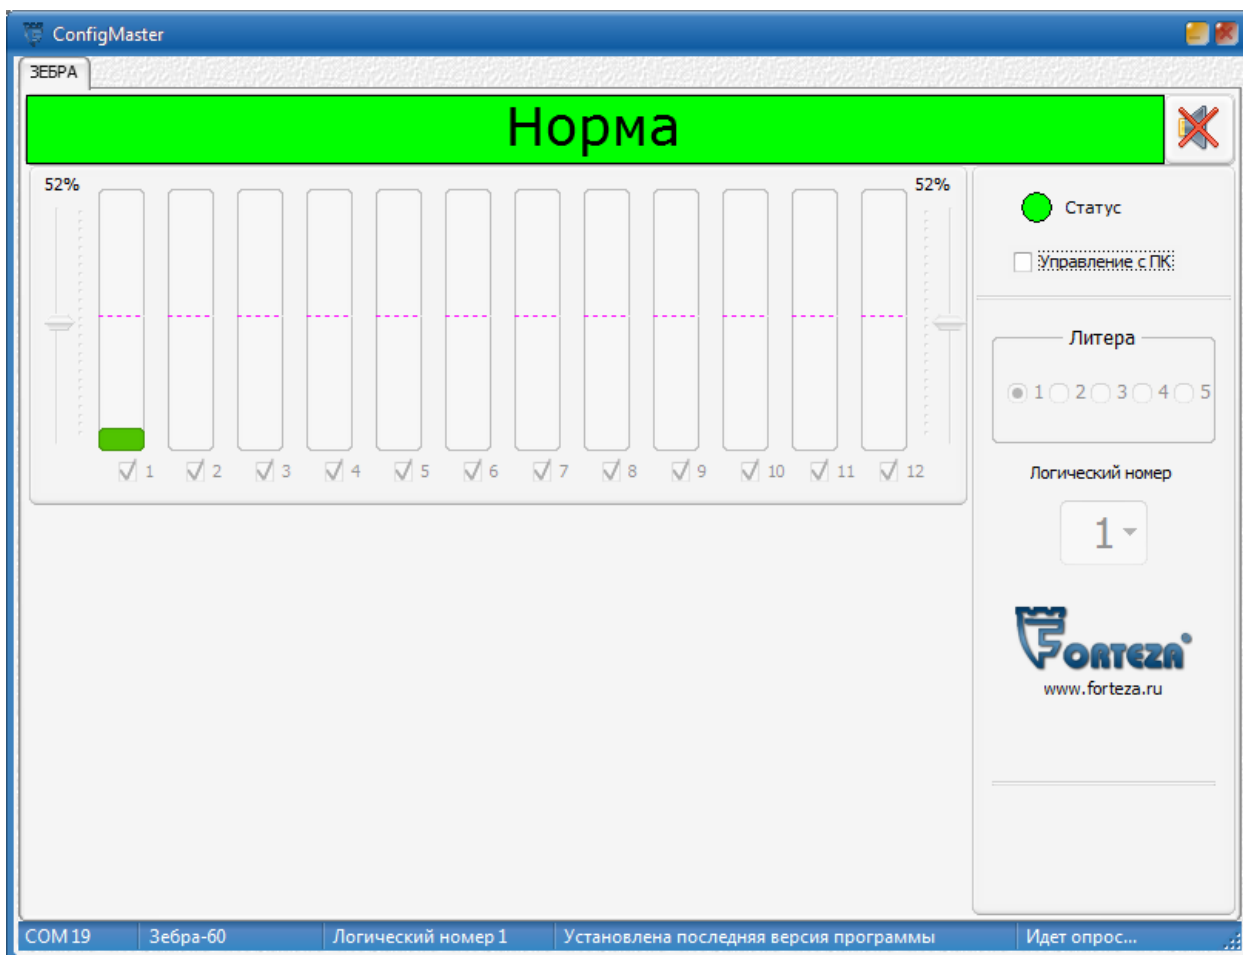 ConfigMaster
ЗЕБРА
Норма
52%
52%
1 2 3 4 5 6 7 8 9 10 11 12
Статус
Управление с ПК
Литера
1 2 3 4 5
Логический номер
1
FORTEZA
www.forteza.ru
COM 19 Зебра-60 Логический номер 1 Установлена последняя версия программы Идет опрос...